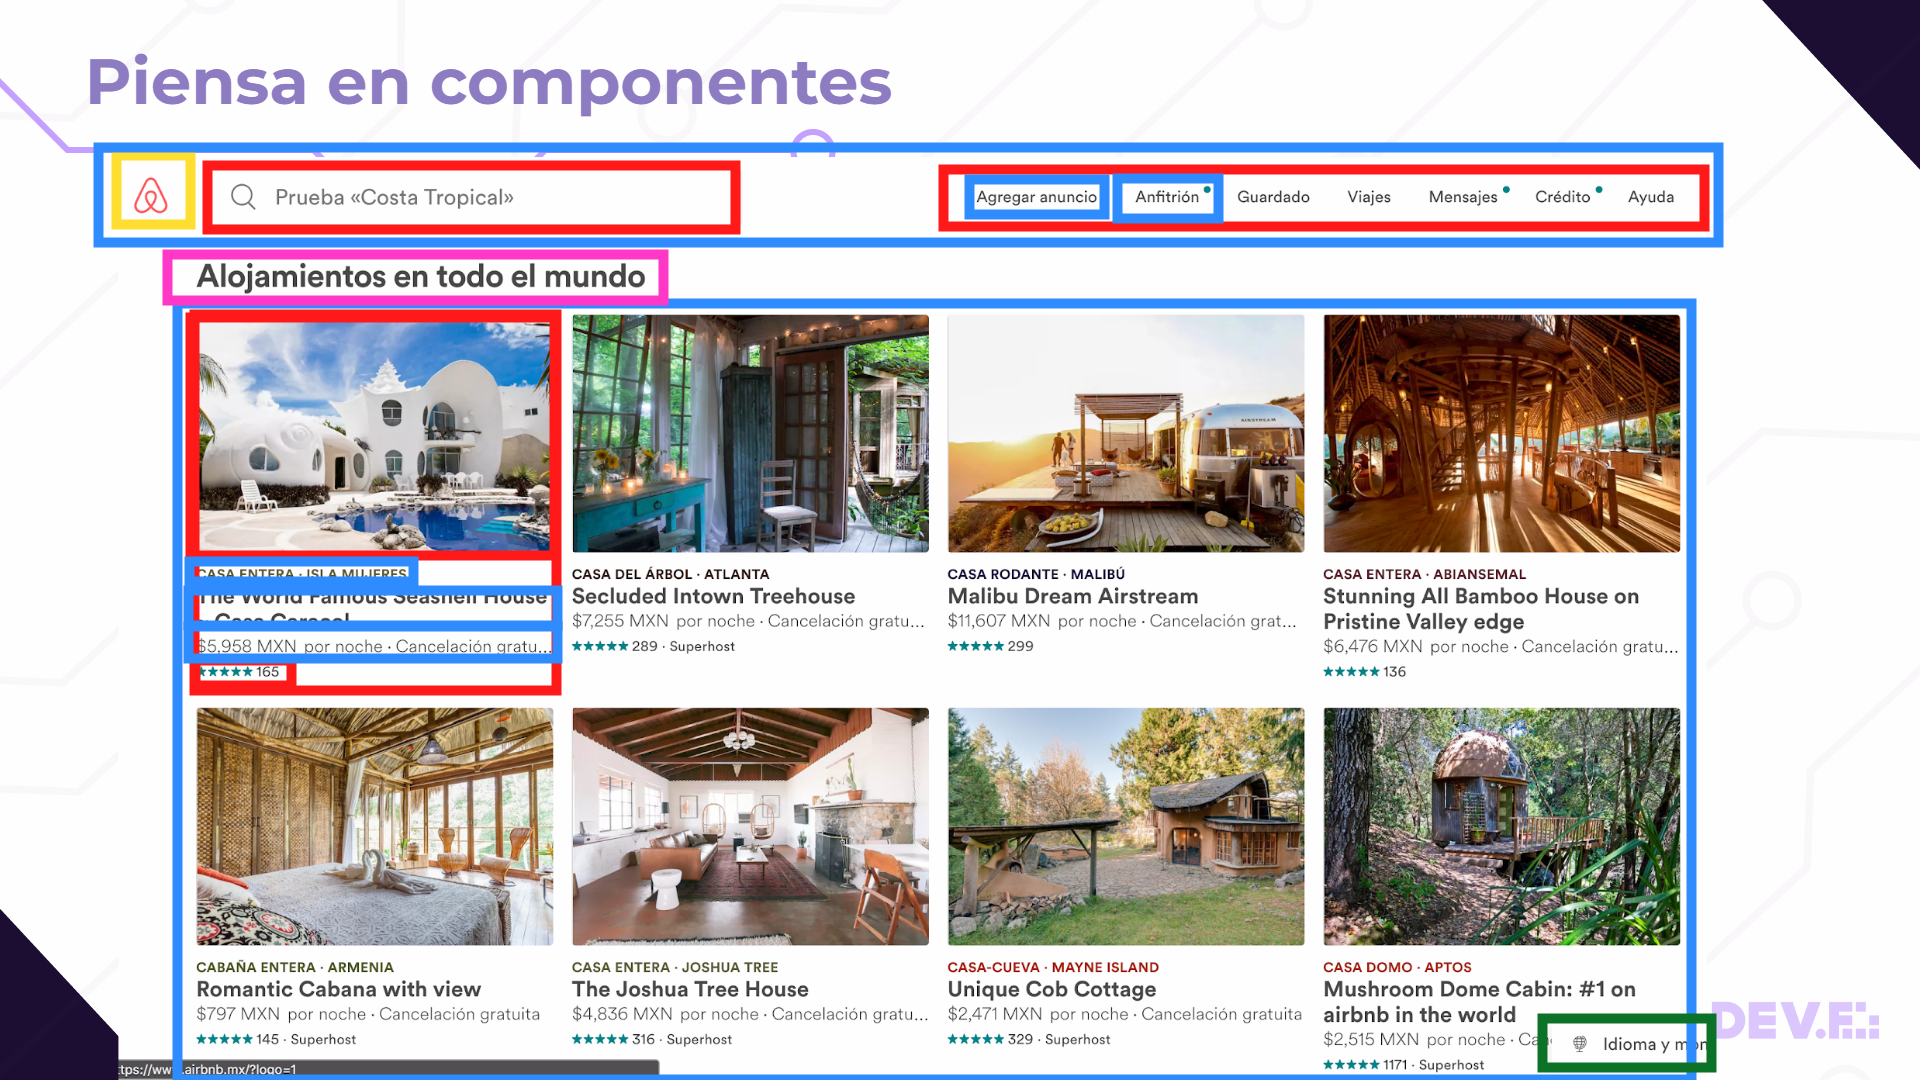 Piensa en componentes
Prueba «Costa Tropical»
Agregar anuncio
Anfitrión
Guardado
Viajes
Mensajes
Crédito
Ayuda
Alojamientos en todo el mundo
AIRSTREAM
CASA ENTERA · ISLA MUJERES
The World Famous Seashell House
~ Casa Caracol
$5,958 MXN por noche · Cancelación gratu...
165
CASA DEL ÁRBOL · ATLANTA
Secluded Intown Treehouse
$7,255 MXN por noche · Cancelación gratu...
289 · Superhost
CASA RODANTE · MALIBÚ
Malibu Dream Airstream
$11,607 MXN por noche · Cancelación grat...
299
CASA ENTERA · ABIANSEMAL
Stunning All Bamboo House on
Pristine Valley edge
$6,476 MXN por noche · Cancelación gratu...
136
CABAÑA ENTERA · ARMENIA
Romantic Cabana with view
$797 MXN por noche · Cancelación gratuita
145 · Superhost
CASA ENTERA · JOSHUA TREE
The Joshua Tree House
$4,836 MXN por noche · Cancelación gratu...
316 · Superhost
CASA-CUEVA · MAYNE ISLAND
Unique Cob Cottage
$2,471 MXN por noche · Cancelación gratuita
329 · Superhost
CASA DOMO · APTOS
Mushroom Dome Cabin: #1 on
airbnb in the world
$2,515 MXN por noche · Ca
1171 · Superhost
Idioma y mon
DEV.F.:
ttps://www.airbnb.mx/?logo=1